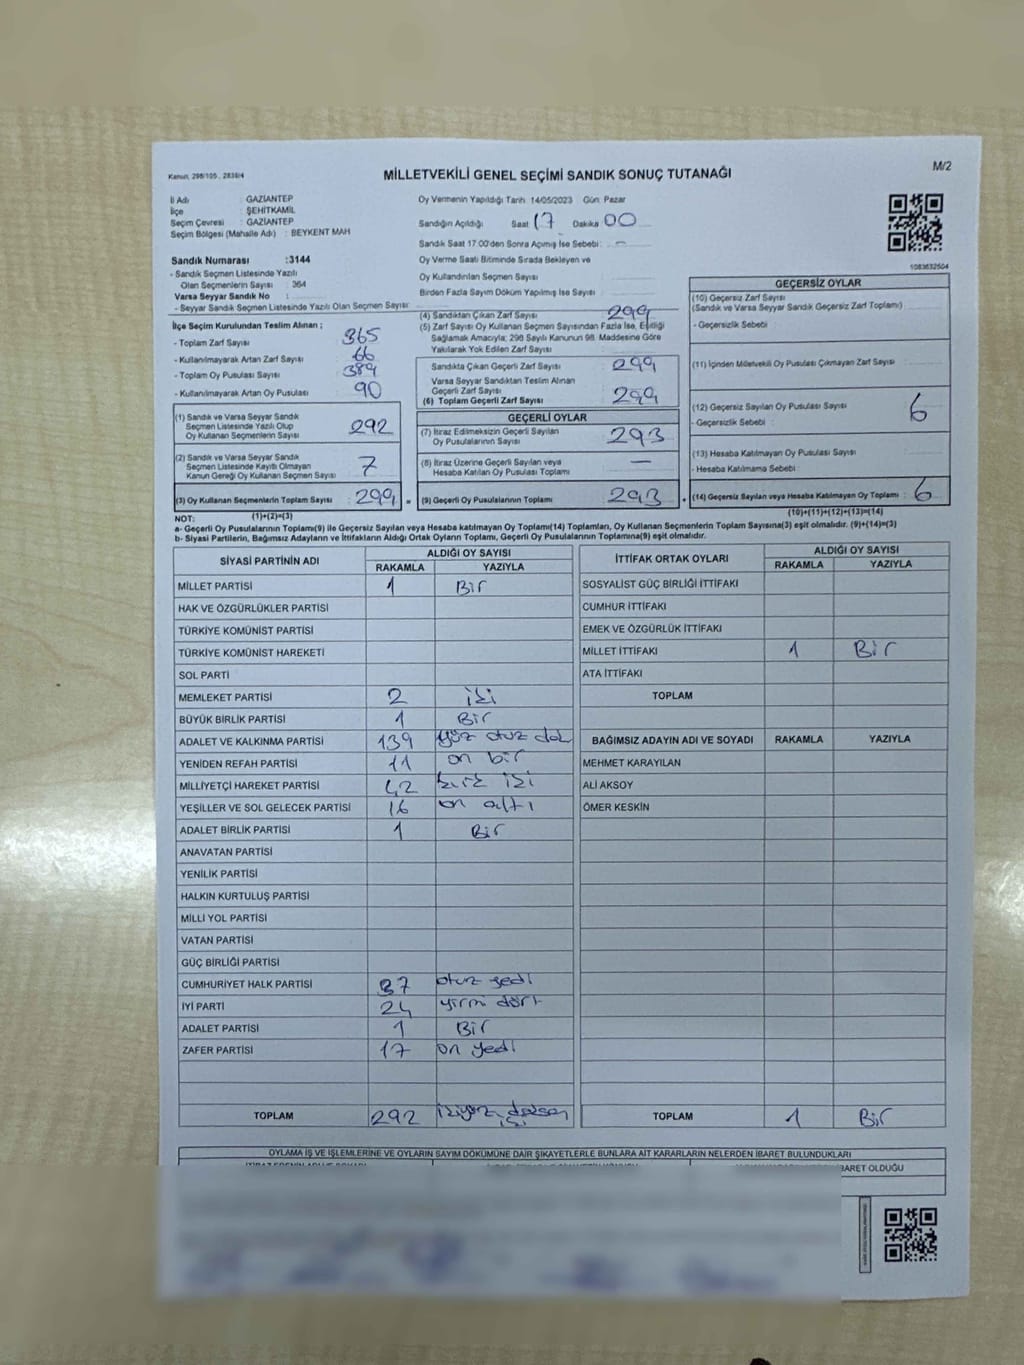 Kanun, 298/105 , 2839/4
MİLLETVEKİLİ GENEL SEÇİMİ SANDIK SONUÇ TUTANAĞI
M/2
İl Adı : GAZİANTEP
İlçe : ŞEHİTKAMİL
Seçim Çevresi : GAZİANTEP
Seçim Bölgesi (Mahalle Adı) : BEYKENT MAH
Sandık Numarası :3144
- Sandık Seçmen Listesinde Yazılı
Olan Seçmenlerin Sayısı : 364
Varsa Seyyar Sandık No :
- Seyyar Sandık Seçmen Listesinde Yazılı Olan Seçmen Sayısı:
Oy Vermenin Yapıldığı Tarih 14/05/2023 Gün: Pazar
Sandığın Açıldığı Saat 17 Dakika 00
Sandık Saat 17.00'den Sonra Açımış İse Sebebi : –
Oy Verme Saati Bitiminde Sırada Bekleyen ve
Oy Kullandırılan Seçmen Sayısı
Birden Fazla Sayım Döküm Yapılmış İse Sayısı :
1083632504
İlçe Seçim Kurulundan Teslim Alınan ;
- Toplam Zarf Sayısı : 365
- Kullanılmayarak Artan Zarf Sayısı : 66
- Toplam Oy Pusulası Sayısı : 389
- Kullanılmayarak Artan Oy Pusulası : 90
(1) Sandık ve Varsa Seyyar Sandık
Seçmen Listesinde Yazılı Olup
Oy Kullanan Seçmenlerin Sayısı 292
(2) Sandık ve Varsa Seyyar Sandık
Seçmen Listesinde Kayıtlı Olmayan
Kanun Gereği Oy Kullanan Seçmenlerin Sayısı 7
(3) Oy Kullanan Seçmenlerin Toplam Sayısı : 299
(1)+(2)=(3)
(4) Sandıktan Çıkan Zarf Sayısı : 299
(5) Zarf Sayısı Oy Kullanan Seçmen Sayısından Fazla İse, Eşitliği
Sağlamak Amacıyla; 298 Sayılı Kanunun 98. Maddesine Göre
Yakılarak Yok Edilen Zarf Sayısı :
Sandıkta Çıkan Geçerli Zarf Sayısı : 299
Varsa Seyyar Sandıktan Teslim Alınan
Geçerli Zarf Sayısı :
(6) Toplam Geçerli Zarf Sayısı : 299
GEÇERLİ OYLAR
(7) İtiraz Edilmeksizin Geçerli Sayılan
Oy Pusulalarının Sayısı : 293
(8) İtiraz Üzerine Geçerli Sayılan veya
Hesaba Katılan Oy Pusulası Toplamı : —
(9) Geçerli Oy Pusulalarının Toplamı : 293
GEÇERSİZ OYLAR
(10) Geçersiz Zarf Sayısı
(Sandık ve Varsa Seyyar Sandık Geçersiz Zarf Toplamı) :
- Geçersizlik Sebebi :
(11) İçinden Milletvekili Oy Pusulası Çıkmayan Zarf Sayısı :
(12) Geçersiz Sayılan Oy Pusulası Sayısı : 6
- Geçersizlik Sebebi :
(13) Hesaba Katılmayan Oy Pusulası Sayısı :
- Hesaba Katılmama Sebebi :
(14) Geçersiz Sayılan veya Hesaba Katılmayan Oy Toplamı : 6
(10)+(11)+(12)+(13)=(14)
NOT:
a- Geçerli Oy Pusulalarının Toplamı(9) ile Geçersiz Sayılan veya Hesaba katılmayan Oy Toplamı(14) Toplamları, Oy Kullanan Seçmenlerin Toplam Sayısına(3) eşit olmalıdır. (9)+(14)=(3)
b- Siyasi Partilerin, Bağımsız Adayların ve İttifakların Aldığı Ortak Oyların Toplamı, Geçerli Oy Pusulalarının Toplamına(9) eşit olmalıdır.
SİYASİ PARTİNİN ADI ALDIĞI OY SAYISI
RAKAMLA YAZIYLA
MİLLET PARTİSİ 1 Bir
HAK VE ÖZGÜRLÜKLER PARTİSİ
TÜRKİYE KOMÜNİST PARTİSİ
TÜRKİYE KOMÜNİST HAREKETİ
SOL PARTİ
MEMLEKET PARTİSİ 2 iki
BÜYÜK BİRLİK PARTİSİ 1 Bir
ADALET VE KALKINMA PARTİSİ 139 yüz otuz dok
YENİDEN REFAH PARTİSİ 11 on bir
MİLLİYETÇİ HAREKET PARTİSİ 42 kırk iki
YEŞİLLER VE SOL GELECEK PARTİSİ 16 on altı
ADALET BİRLİK PARTİSİ 1 Bir
ANAVATAN PARTİSİ
YENİLİK PARTİSİ
HALKIN KURTULUŞ PARTİSİ
MİLLİ YOL PARTİSİ
VATAN PARTİSİ
GÜÇ BİRLİĞİ PARTİSİ
CUMHURİYET HALK PARTİSİ 37 otuz yedi
İYİ PARTİ 24 yirmi dört
ADALET PARTİSİ 1 Bir
ZAFER PARTİSİ 17 on yedi
TOPLAM 292 ikiyüz doksan iki
İTTİFAK ORTAK OYLARI ALDIĞI OY SAYISI
RAKAMLA YAZIYLA
SOSYALİST GÜÇ BİRLİĞİ İTTİFAKI
CUMHUR İTTİFAKI
EMEK VE ÖZGÜRLÜK İTTİFAKI
MİLLET İTTİFAKI 1 Bir
ATA İTTİFAKI
TOPLAM
BAĞIMSIZ ADAYIN ADI VE SOYADI RAKAMLA YAZIYLA
MEHMET KARAYILAN
ALİ AKSOY
ÖMER KESKİN
TOPLAM 1 Bir
OYLAMA İŞ VE İŞLEMLERİNE VE OYLARIN SAYIM DÖKÜMÜNE DAİR ŞİKAYETLERLE BUNLARA AİT KARARLARIN NELERDEN İBARET BULUNDUKLARI
BARET OLDUĞU